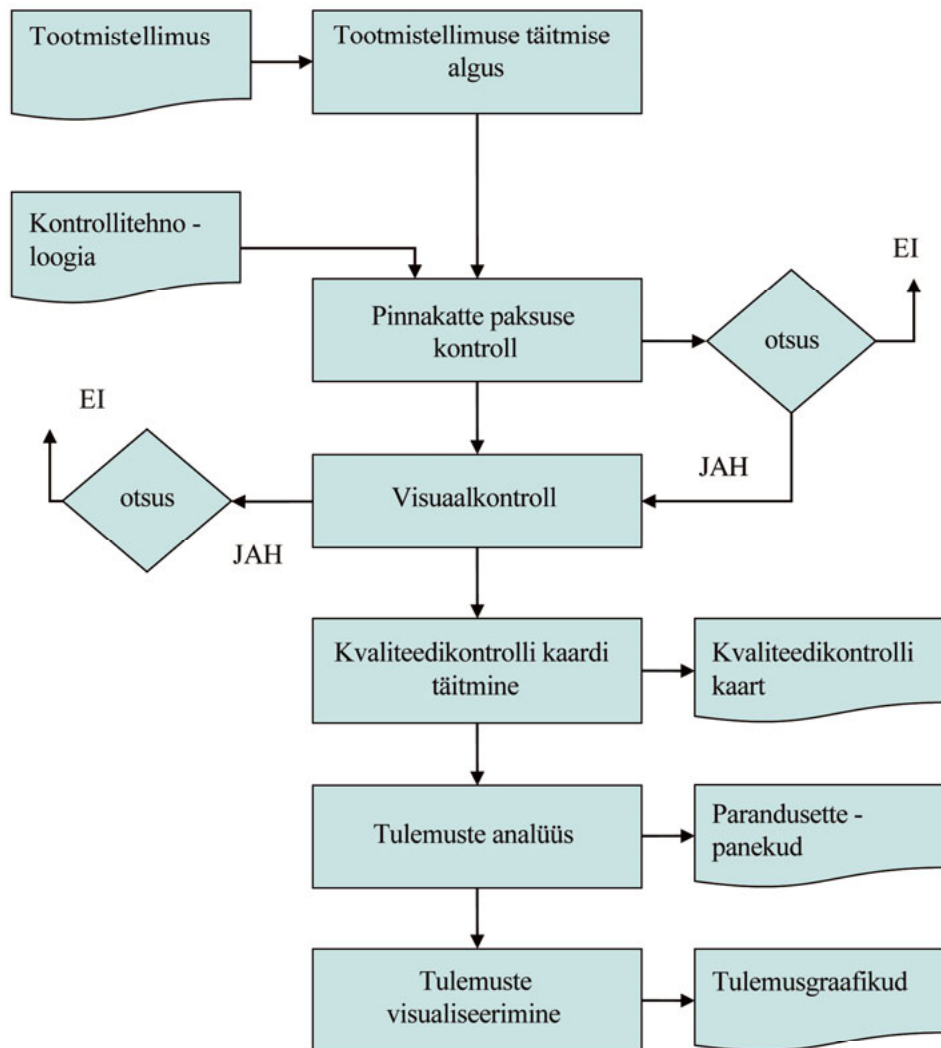 Tootmistellimus
Tootmistellimuse täitmise
algus
Kontrollitehno -
loogia
Pinnakatte paksuse
kontroll
otsus
EI
JAH
EI
otsus
JAH
Visuaalkontroll
Kvaliteedikontrolli kaardi
täitmine
Kvaliteedikontrolli
kaart
Tulemuste analüüs
Parandusette -
panekud
Tulemuste
visualiseerimine
Tulemusgraafikud